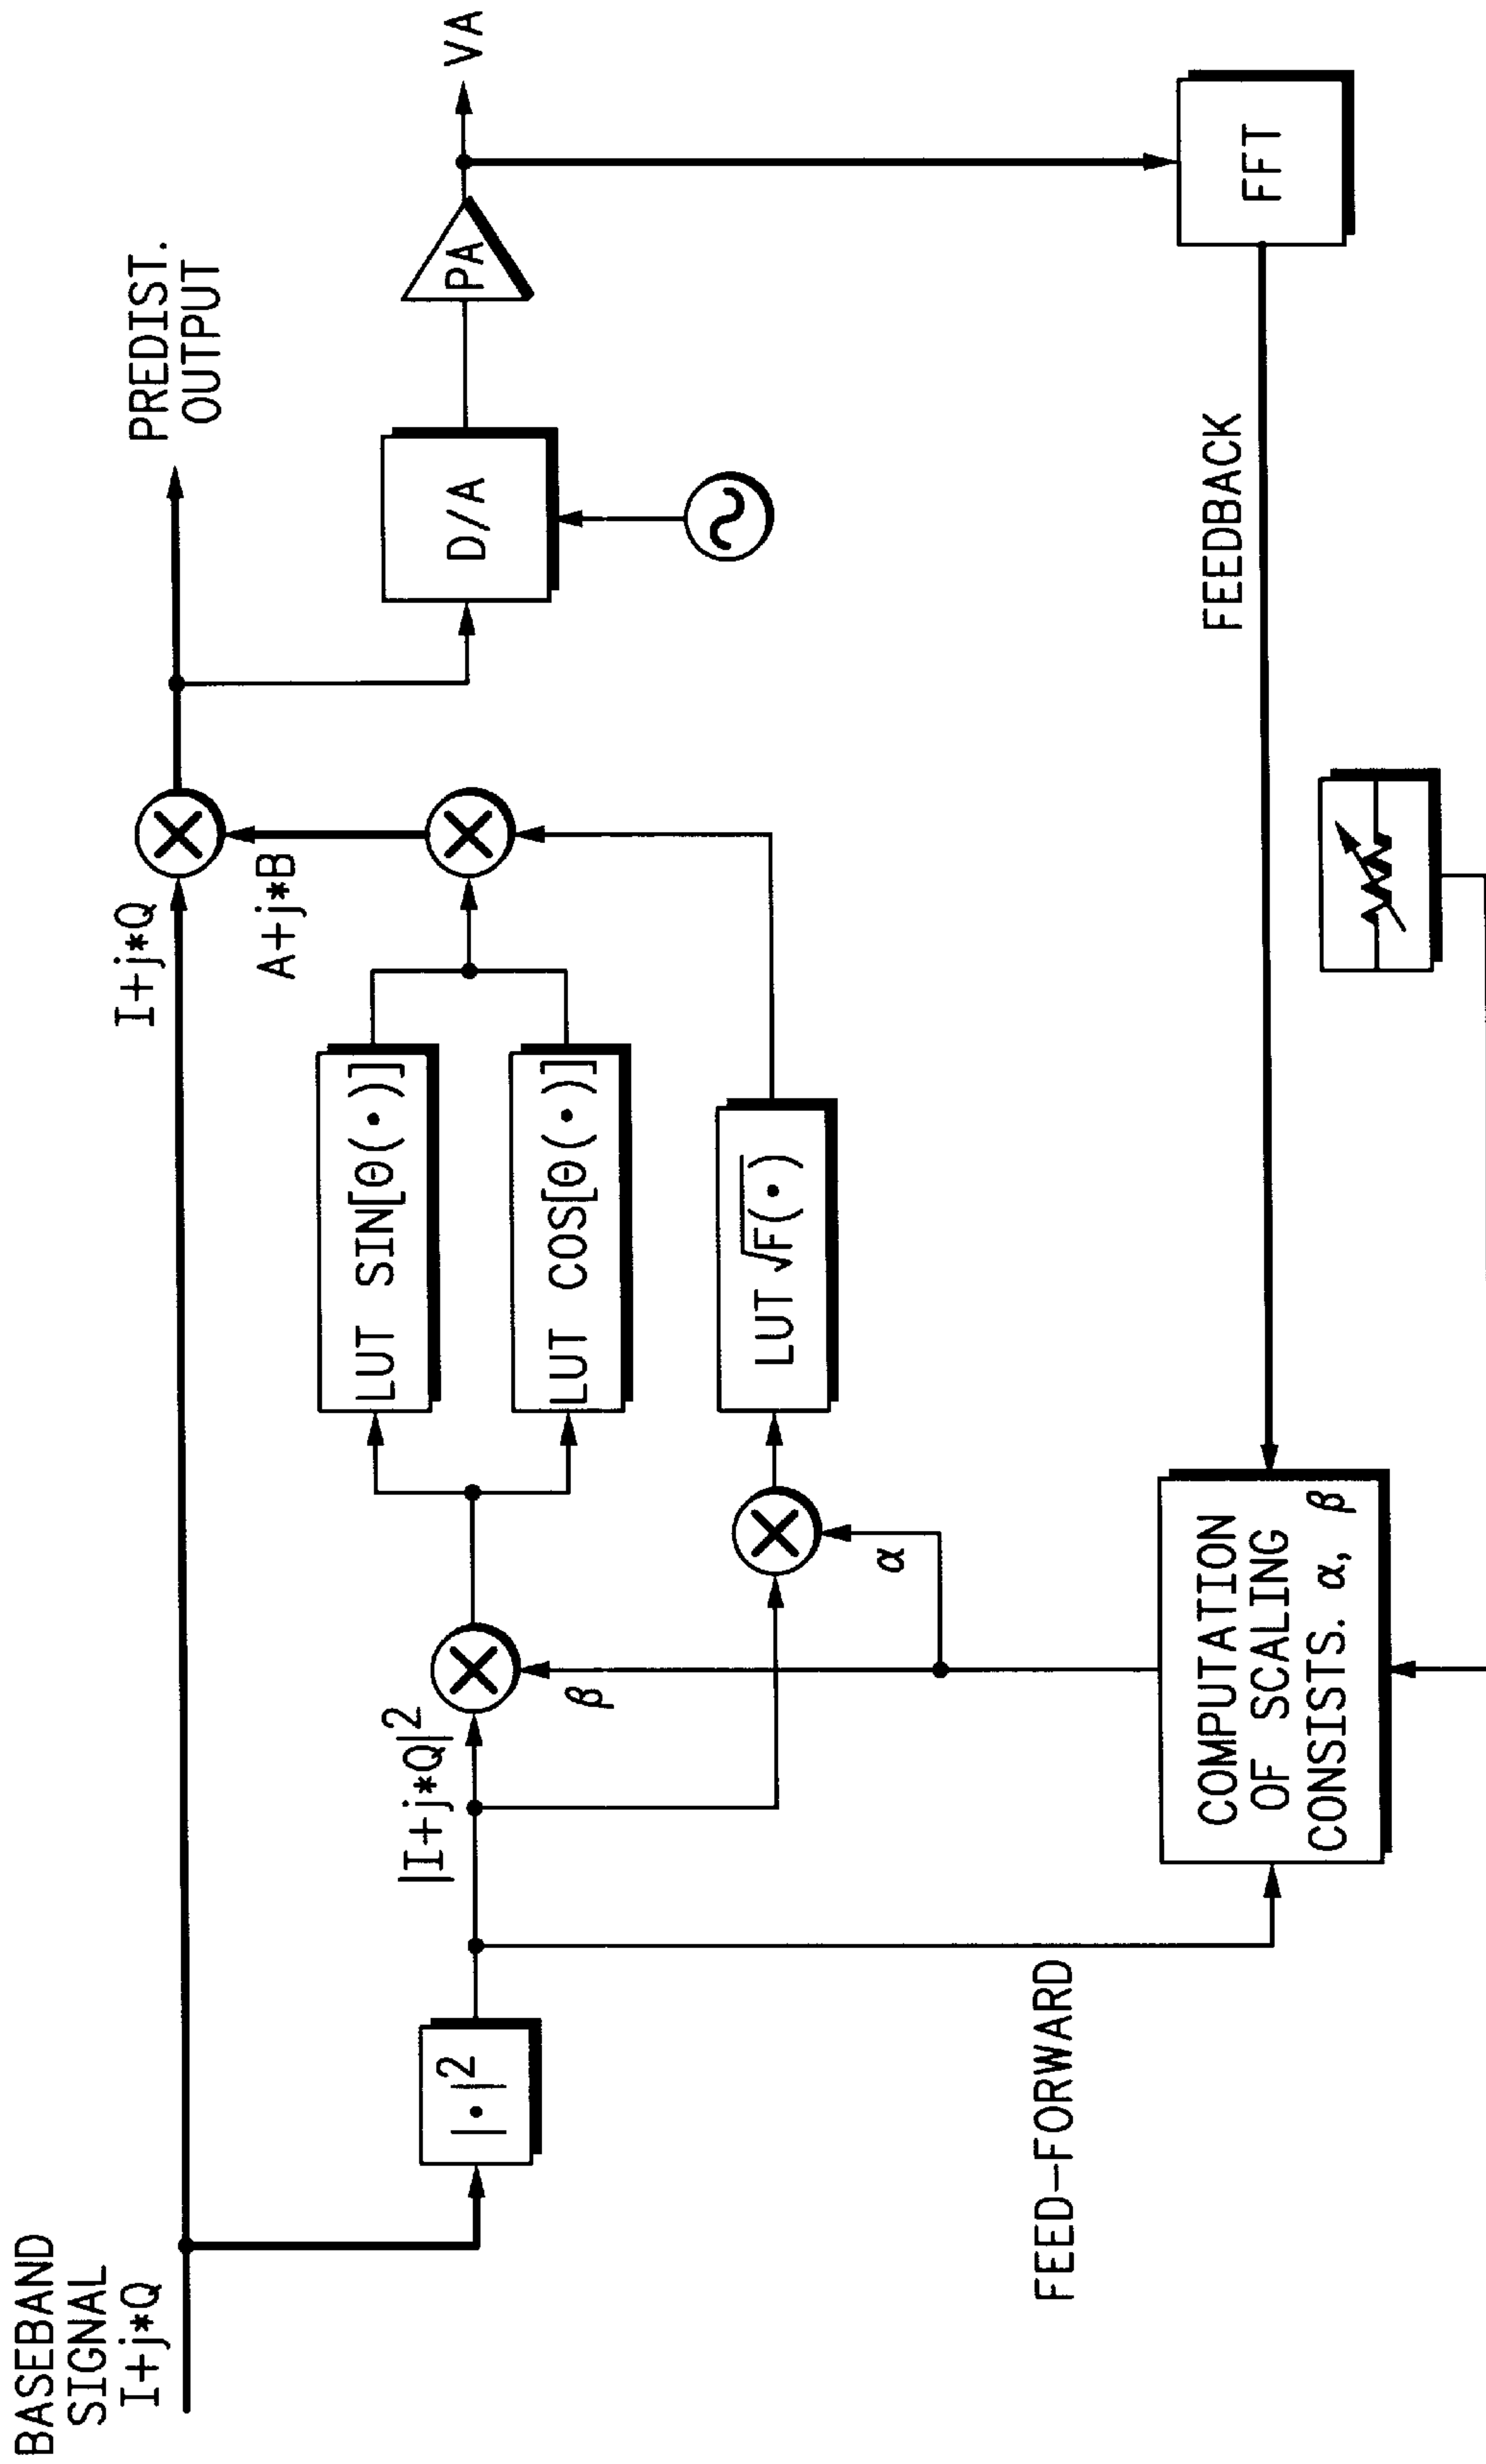 BASEBAND
SIGNAL
I+j*Q
|•|²
FEED-FORWARD
|I+j*Q|²
β
α
COMPUTATION
OF SCALING
CONSISTS. α, β
LUT SIN[Θ(•)]
LUT COS[Θ(•)]
LUT √F(•)
I+j*Q
A+j*B
PREDIST.
OUTPUT
D/A
PA
VA
FEEDBACK
FFT